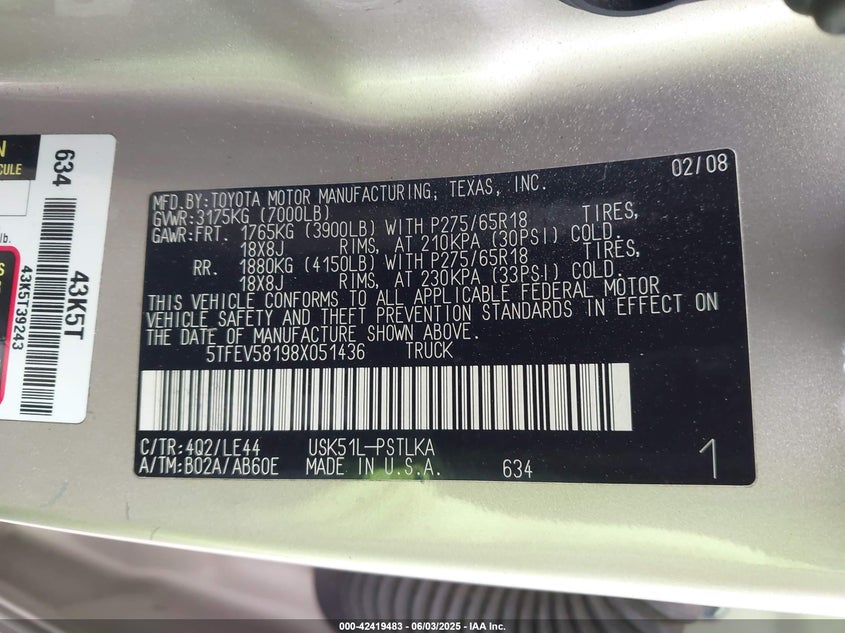 N
CULE
634
lb.
S
43K5T
43K5T39243
02/08
MFD.BY:TOYOTA MOTOR MANUFACTURING, TEXAS, INC.
GVWR:3175KG (7000LB)
GAWR:FRT. 1765KG (3900LB) WITH P275/65R18 TIRES,
18X8J RIMS, AT 210KPA (30PSI) COLD.
RR. 1880KG (4150LB) WITH P275/65R18 TIRES,
18X8J RIMS, AT 230KPA (33PSI) COLD.
THIS VEHICLE CONFORMS TO ALL APPLICABLE FEDERAL MOTOR
VEHICLE SAFETY AND THEFT PREVENTION STANDARDS IN EFFECT ON
THE DATE OF MANUFACTURE SHOWN ABOVE.
5TFEV58198X051436 TRUCK
C/TR:4Q2/LE44 USK51L-PSTLKA
A/TM:B02A/AB60E MADE IN U.S.A. 634 1
000-42419483 - 06/03/2025 - IAA Inc.